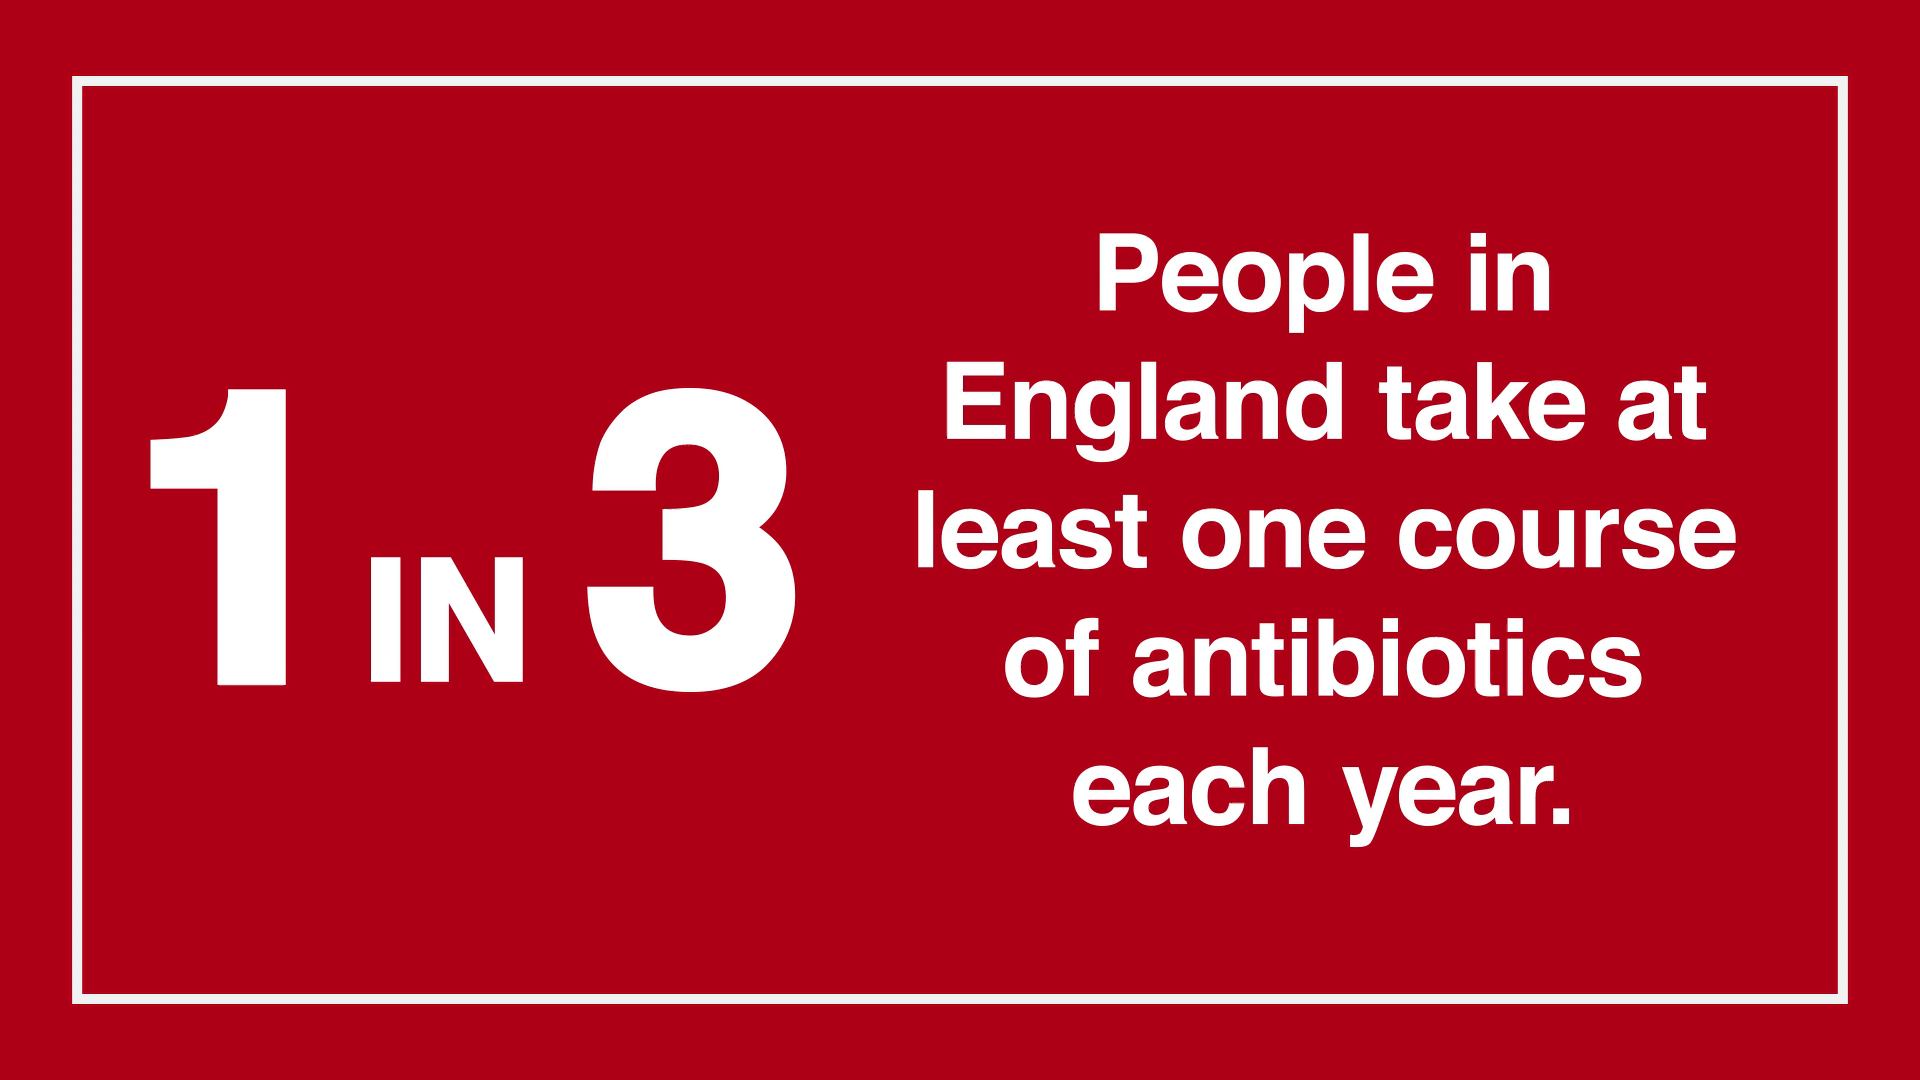 1 IN 3
People in
England take at
least one course
of antibiotics
each year.